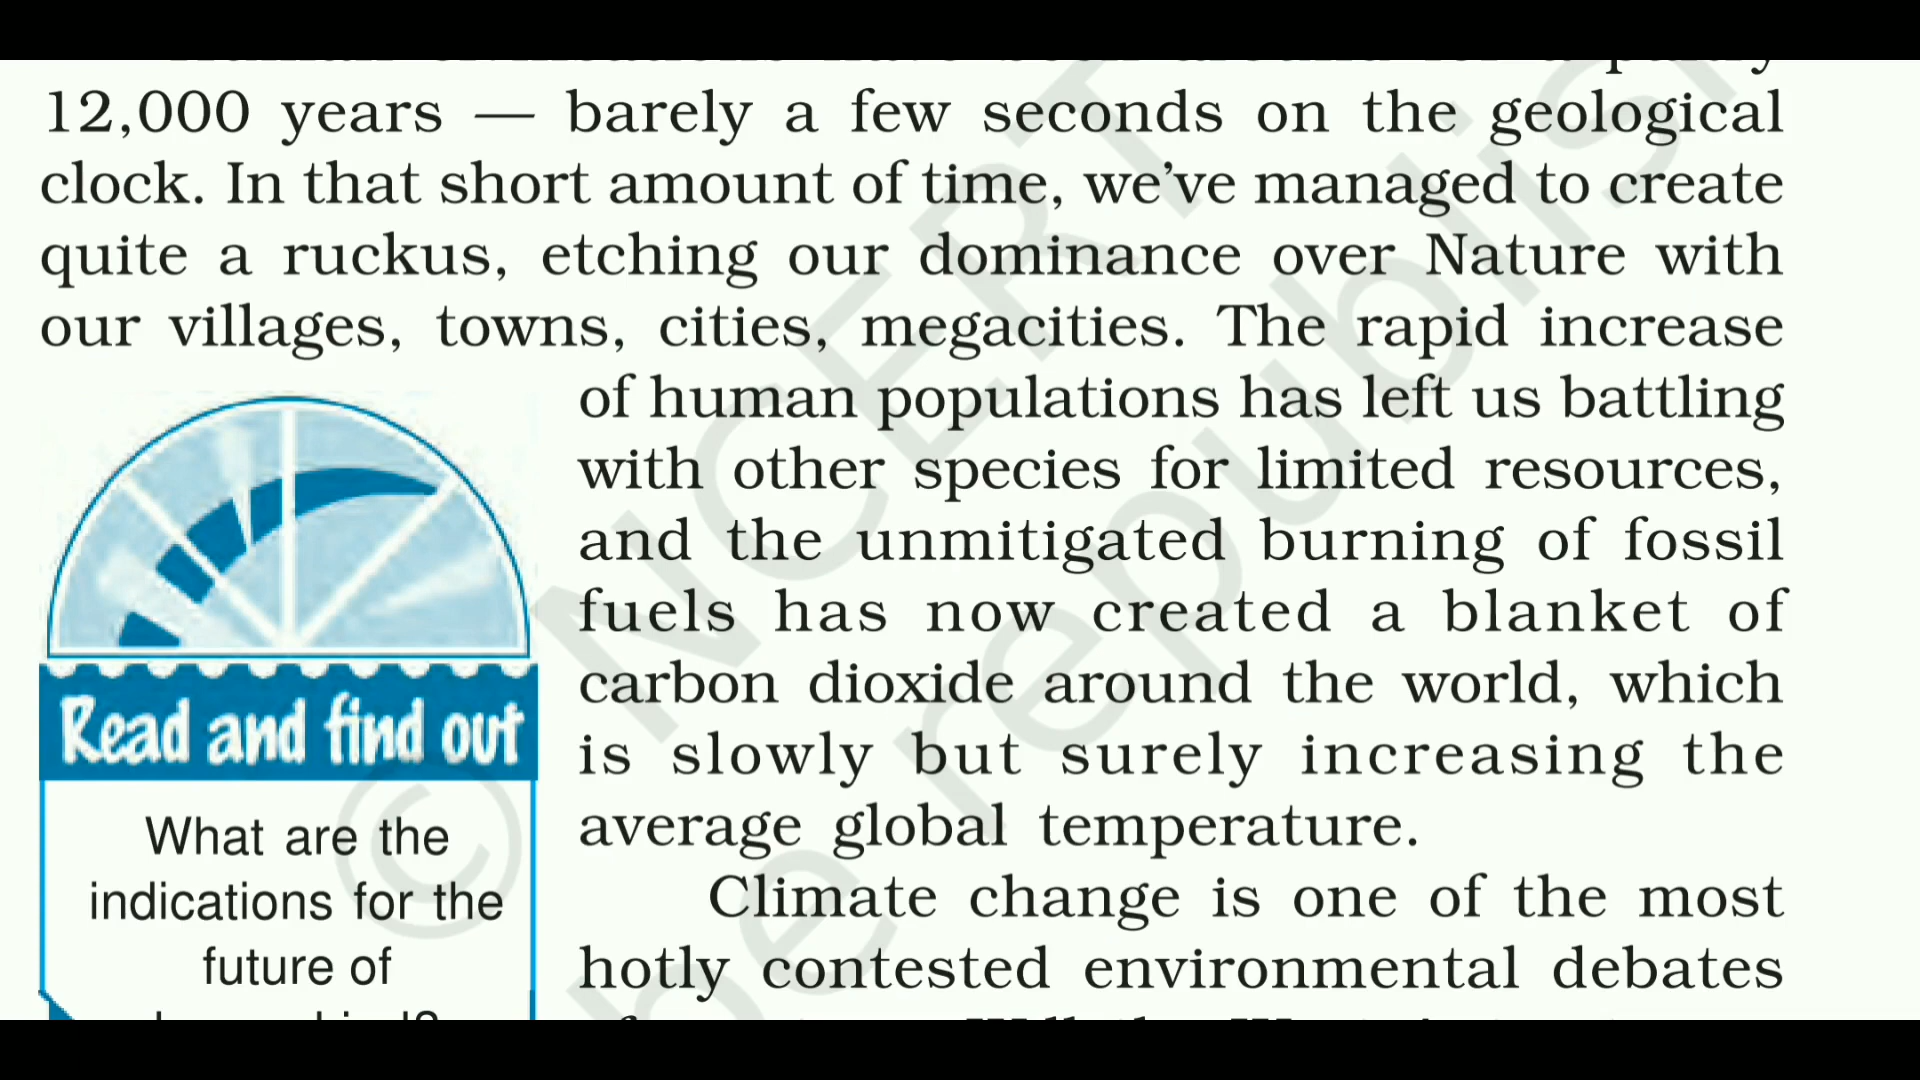 12,000 years — barely a few seconds on the geological
clock. In that short amount of time, we've managed to create
quite a ruckus, etching our dominance over Nature with
our villages, towns, cities, megacities. The rapid increase
of human populations has left us battling
with other species for limited resources,
and the unmitigated burning of fossil
fuels has now created a blanket of
carbon dioxide around the world, which
is slowly but surely increasing the
average global temperature.
Climate change is one of the most
hotly contested environmental debates
Read and find out
What are the
indications for the
future of
© NCERT
republish